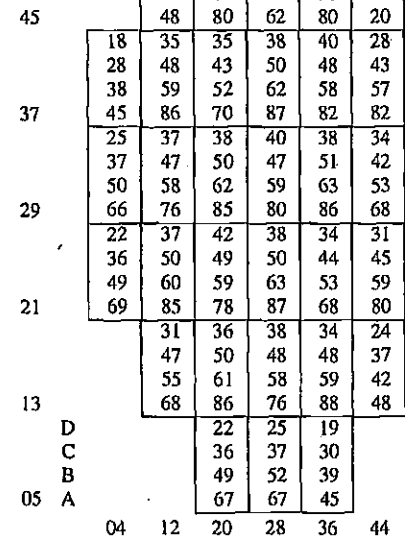 45 48 80 62 80 20
18 35 35 38 40 28
28 48 43 50 48 43
38 59 52 62 58 57
37 45 86 70 87 82 82
25 37 38 40 38 34
37 47 50 47 51 42
50 58 62 59 63 53
29 66 76 85 80 86 68
22 37 42 38 34 31
36 50 49 50 44 45
49 60 59 63 53 59
21 69 85 78 87 68 80
31 36 38 34 24
47 50 48 48 37
55 61 58 59 42
13 68 86 76 88 48
D 22 25 19
C 36 37 30
B 49 52 39
05 A 67 67 45
04 12 20 28 36 44